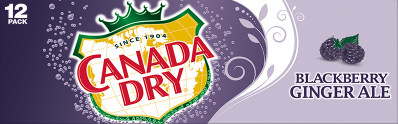 12
PACK
SINCE 1904
CANADA
DRY
BLACKBERRY
GINGER ALE